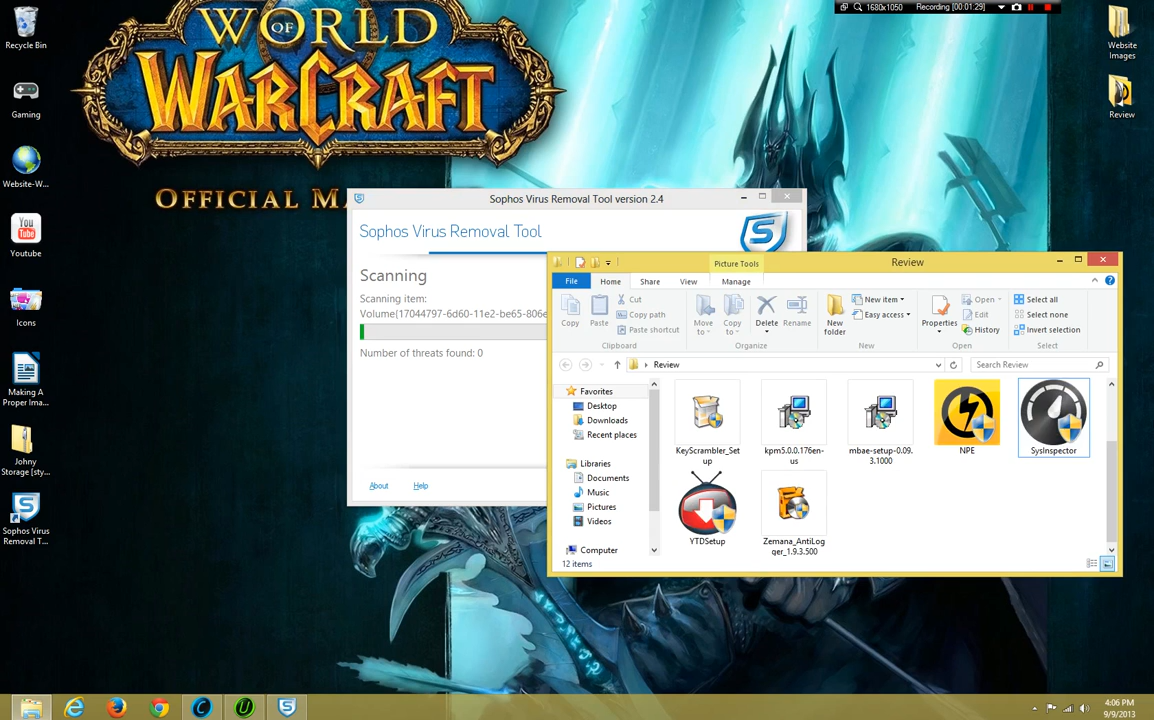 1680x1050
Recording [00:01:29]
WORLD
OF
WARCRAFT
OFFICIAL MA
Recycle Bin
Gaming
Website-W...
You
Tube
Youtube
Icons
Making A
Proper Ima...
Johny
Storage [sty...
Sophos Virus
Removal T...
Website
Images
Review
Sophos Virus Removal Tool version 2.4
Sophos Virus Removal Tool
Scanning
Scanning item:
Volume{17044797-6d60-11e2-be65-806e
Number of threats found: 0
About
Help
Picture Tools
Review
File
Home
Share
View
Manage
Copy
Paste
Cut
Copy path
Paste shortcut
Clipboard
Move
to
Copy
to
Delete
Rename
Organize
New
folder
New item
Easy access
New
Properties
Open
Edit
History
Open
Select all
Select none
Invert selection
Select
Review
Search Review
Favorites
Desktop
Downloads
Recent places
Libraries
Documents
Music
Pictures
Videos
Computer
KeyScrambler_Set
up
kpm5.0.0.176en-
us
mbae-setup-0.09.
3.1000
NPE
SysInspector
YTDSetup
Zemana_AntiLog
ger_1.9.3.500
12 items
4:06 PM
9/9/2013